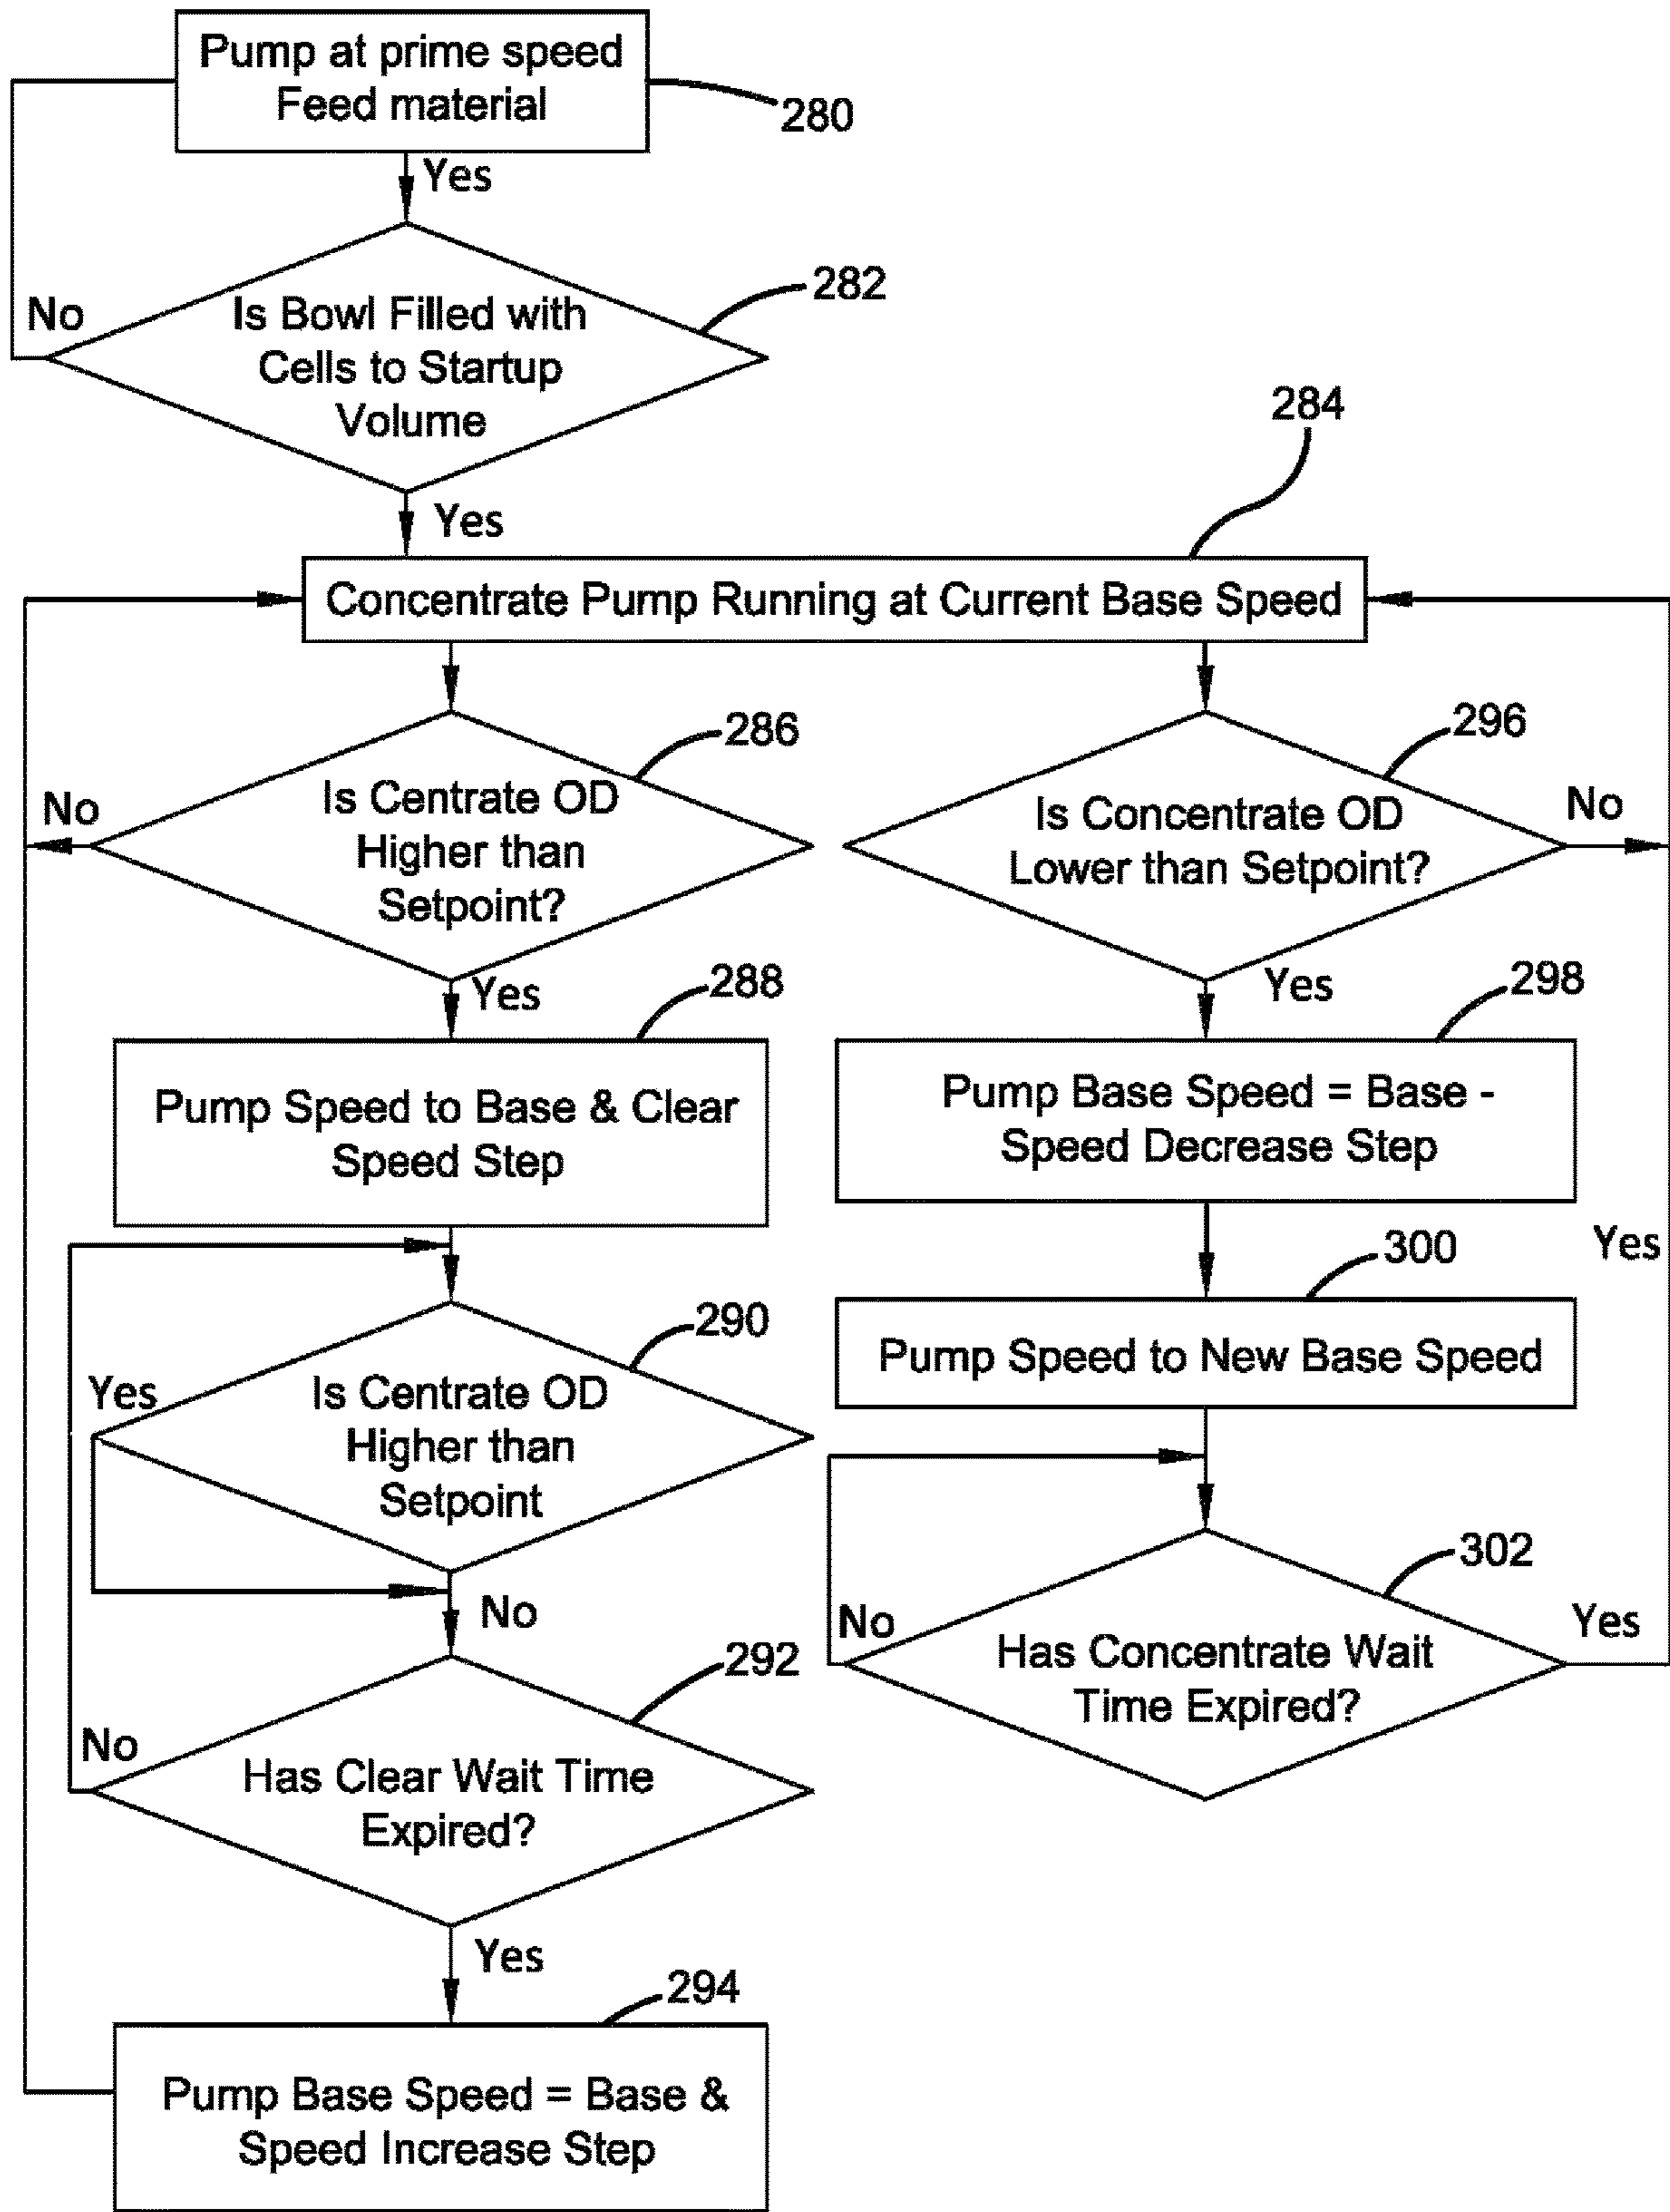 Pump at prime speed
Feed material
280
Yes
282
No
Is Bowl Filled with
Cells to Startup
Volume
284
Yes
Concentrate Pump Running at Current Base Speed
286
No
Is Centrate OD
Higher than
Setpoint?
296
No
Is Concentrate OD
Lower than Setpoint?
Yes
288
Pump Speed to Base & Clear
Speed Step
Yes
298
Pump Base Speed = Base -
Speed Decrease Step
Yes
300
Pump Speed to New Base Speed
290
Yes
Is Centrate OD
Higher than
Setpoint
No
302
No
Yes
Has Concentrate Wait
Time Expired?
292
No
Has Clear Wait Time
Expired?
Yes
294
Pump Base Speed = Base &
Speed Increase Step